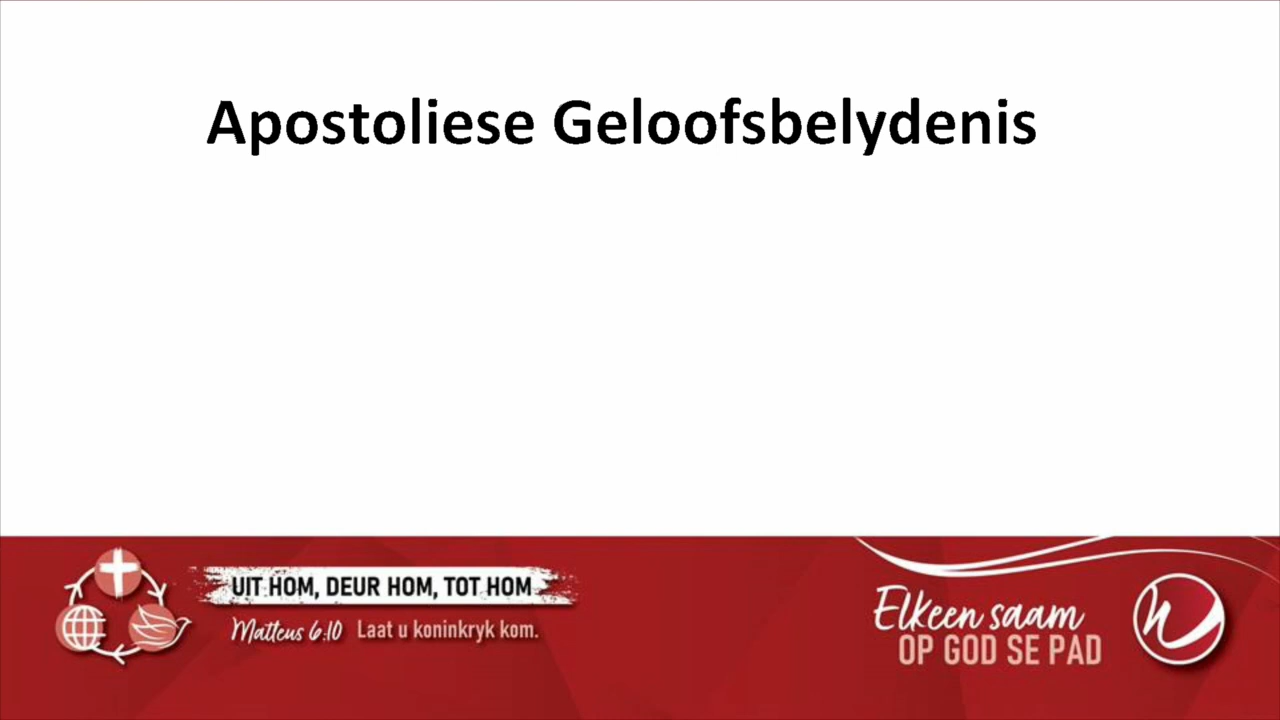 Apostoliese Geloofsbelydenis
UIT HOM, DEUR HOM, TOT HOM
Matteus 6:10 Laat u koninkryk kom.
Elkeen saam
OP GOD SE PAD